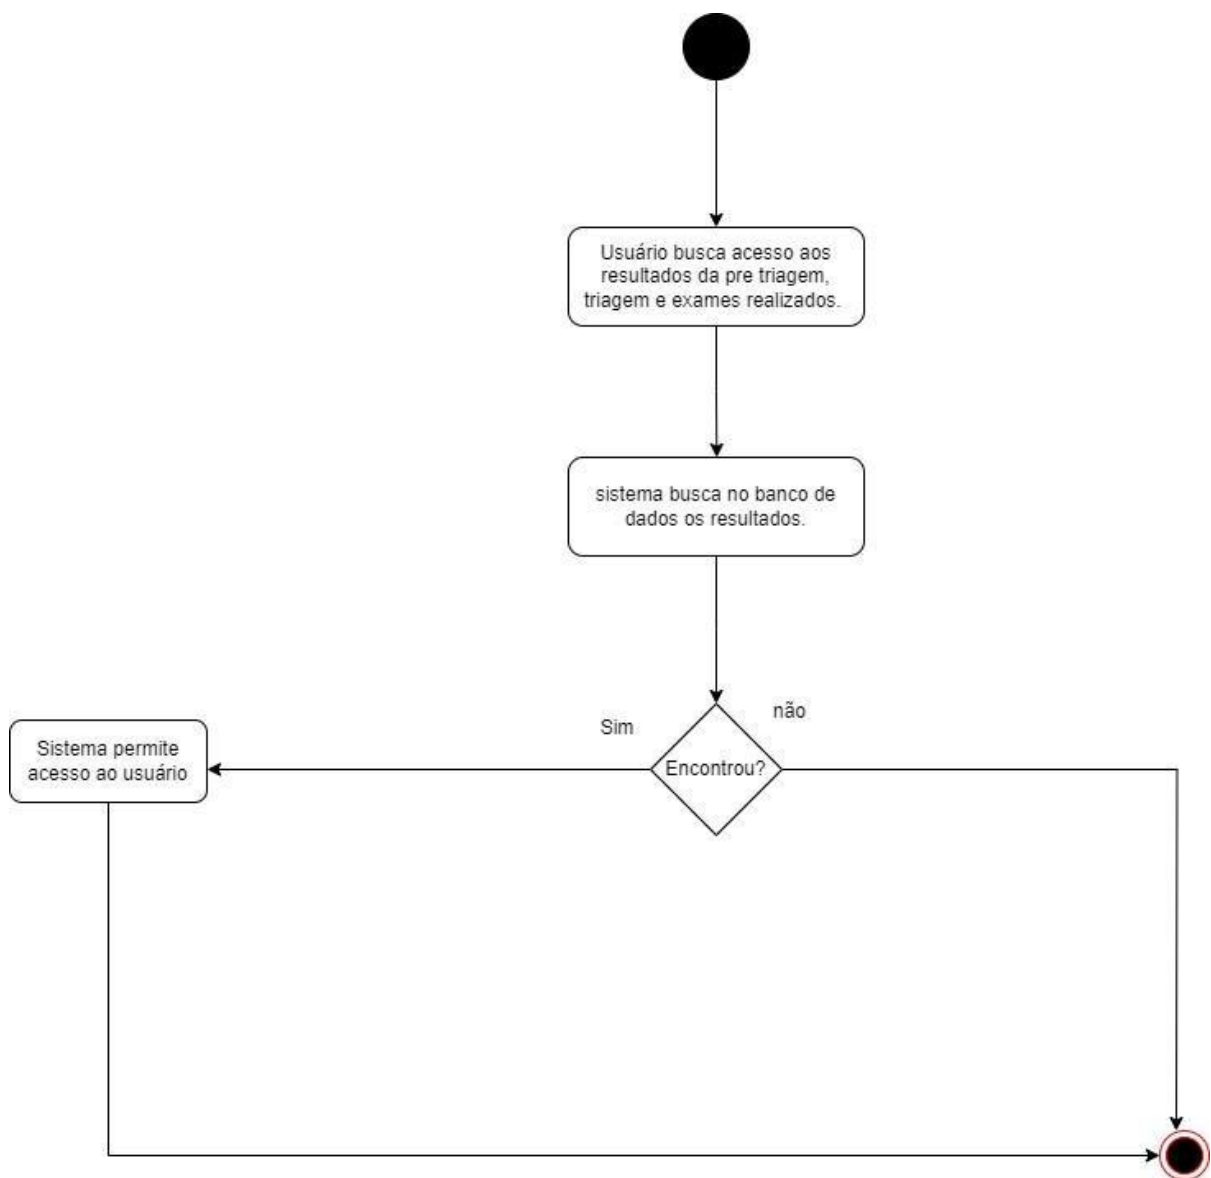 Usuário busca acesso aos
resultados da pre triagem,
triagem e exames realizados.
sistema busca no banco de
dados os resultados.
não
Sim
Encontrou?
Sistema permite
acesso ao usuário